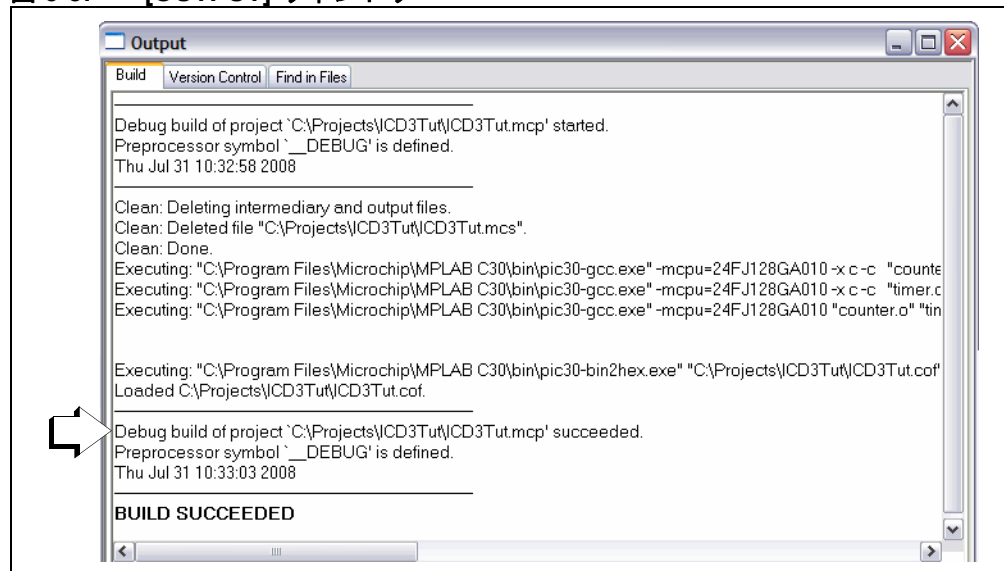 Output
Build Version Control Find in Files
Debug build of project `C:\Projects\ICD3Tut\ICD3Tut.mcp' started.
Preprocessor symbol `__DEBUG' is defined.
Thu Jul 31 10:32:58 2008
Clean: Deleting intermediary and output files.
Clean: Deleted file "C:\Projects\ICD3Tut\ICD3Tut.mcs".
Clean: Done.
Executing: "C:\Program Files\Microchip\MPLAB C30\bin\pic30-gcc.exe" -mcpu=24FJ128GA010 -x c -c "counte
Executing: "C:\Program Files\Microchip\MPLAB C30\bin\pic30-gcc.exe" -mcpu=24FJ128GA010 -x c -c "timer.c
Executing: "C:\Program Files\Microchip\MPLAB C30\bin\pic30-gcc.exe" -mcpu=24FJ128GA010 "counter.o" "tin
Executing: "C:\Program Files\Microchip\MPLAB C30\bin\pic30-bin2hex.exe" "C:\Projects\ICD3Tut\ICD3Tut.cof"
Loaded C:\Projects\ICD3Tut\ICD3Tut.cof.
Debug build of project `C:\Projects\ICD3Tut\ICD3Tut.mcp' succeeded.
Preprocessor symbol `__DEBUG' is defined.
Thu Jul 31 10:33:03 2008
BUILD SUCCEEDED